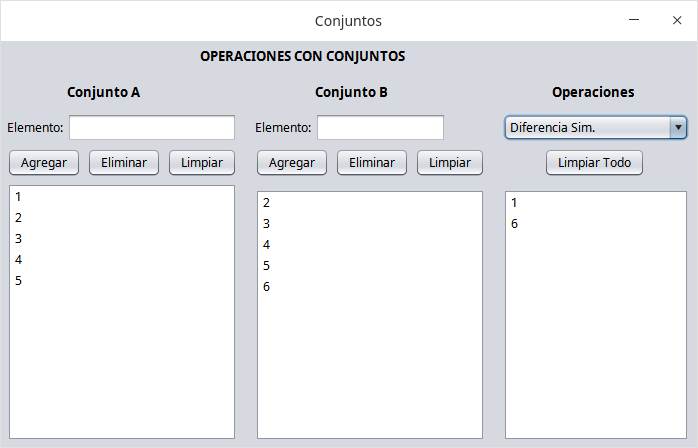 Conjuntos
OPERACIONES CON CONJUNTOS
Conjunto A
Elemento:
Agregar Eliminar Limpiar
1
2
3
4
5
Conjunto B
Elemento:
Agregar Eliminar Limpiar
2
3
4
5
6
Operaciones
Diferencia Sim.
Limpiar Todo
1
6